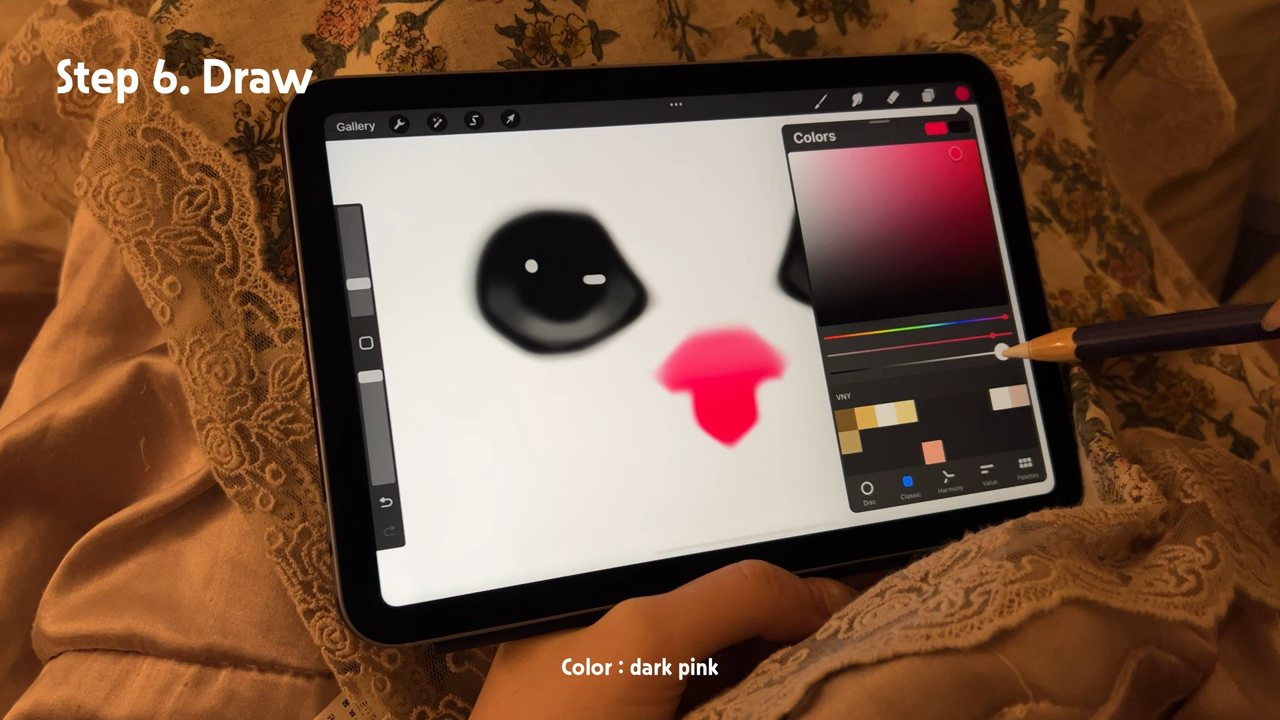 Step 6. Draw
Gallery
Colors
VNY
Disc
Classic
Harmony
Value
Palettes
Color : dark pink